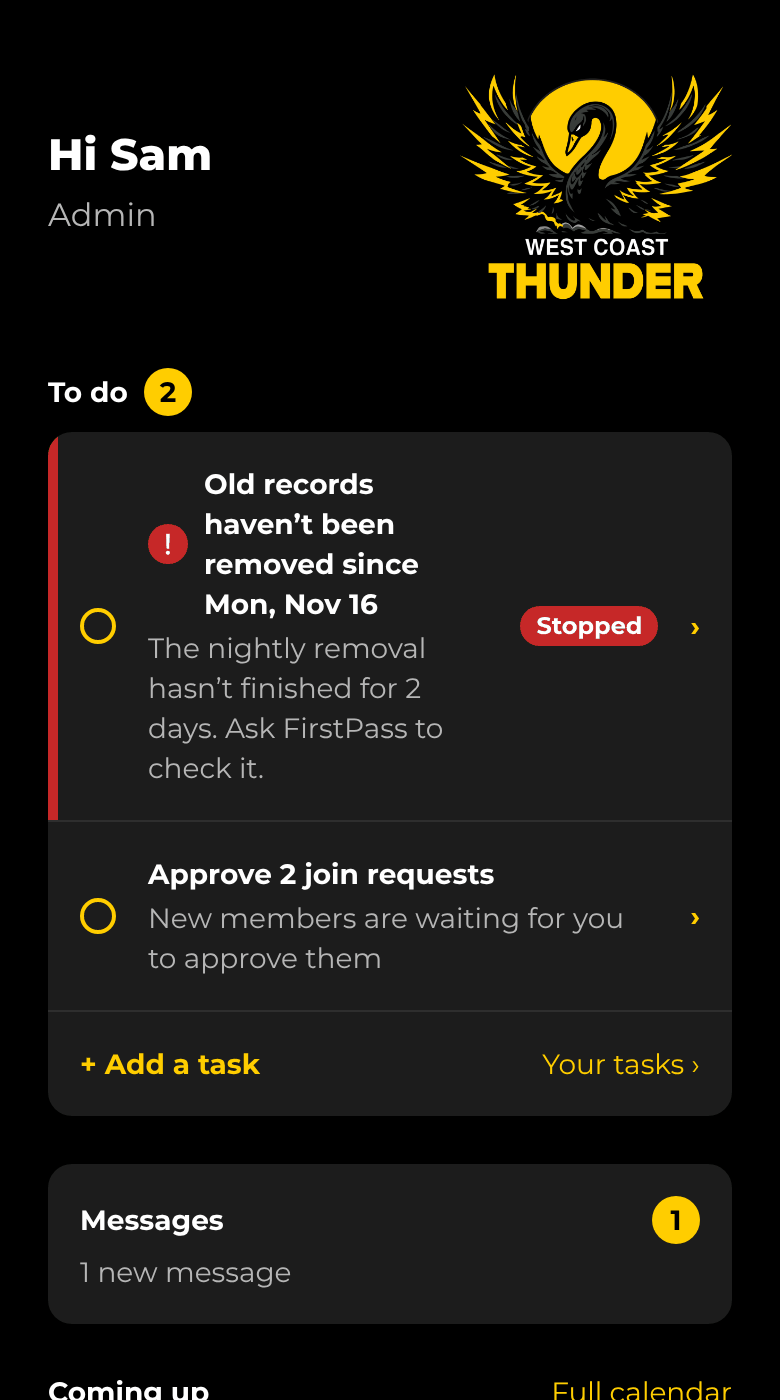 Hi Sam
Admin
WEST COAST
THUNDER
To do 2
!
Old records
haven’t been
removed since
Mon, Nov 16
The nightly removal
hasn’t finished for 2
days. Ask FirstPass to
check it.
Stopped ›
Approve 2 join requests
New members are waiting for you
to approve them
›
+ Add a task
Your tasks ›
Messages 1
1 new message
Coming up
Full calendar